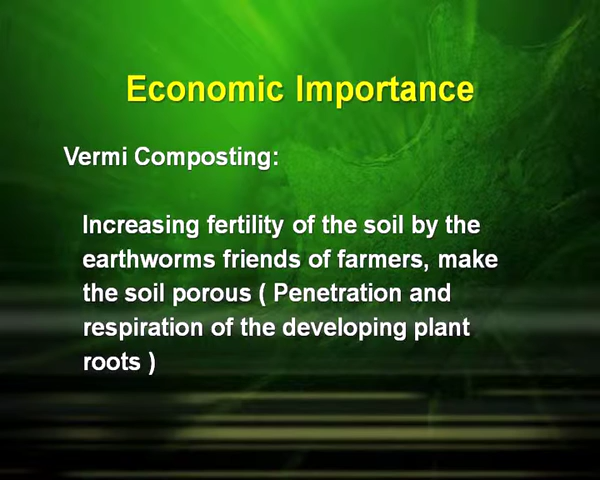 Economic Importance
Vermi Composting:
Increasing fertility of the soil by the
earthworms friends of farmers, make
the soil porous ( Penetration and
respiration of the developing plant
roots )